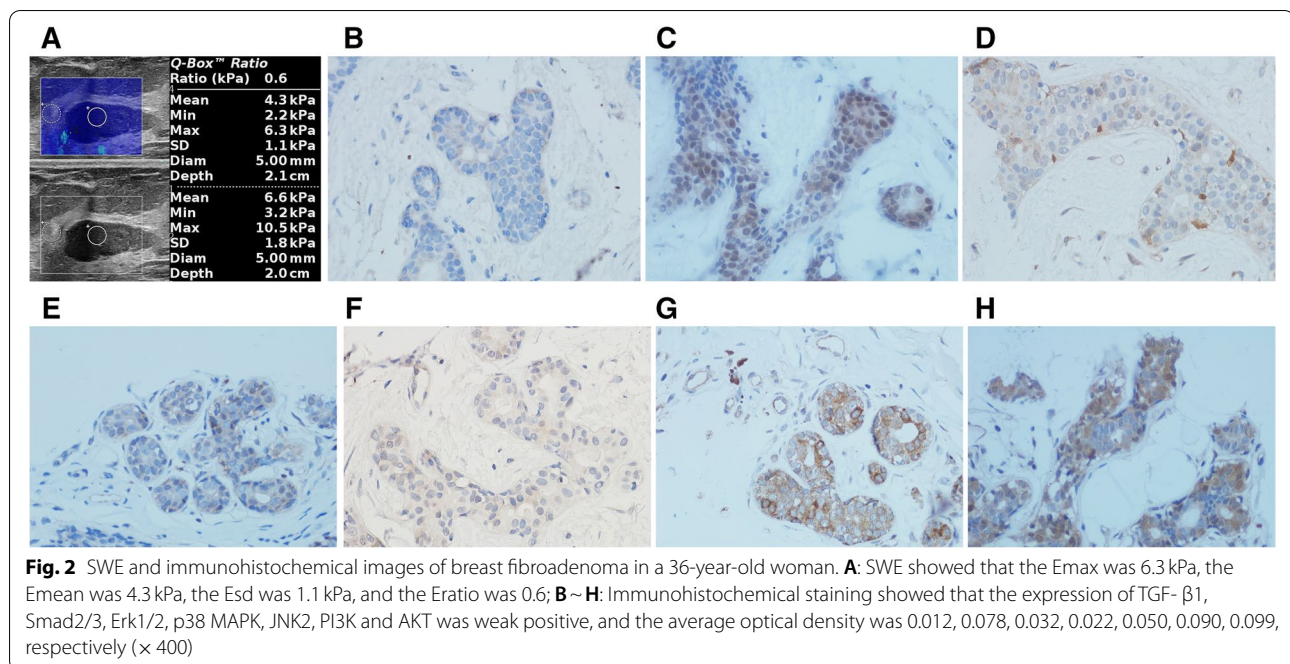 A
B
C
D
Q-Box™ Ratio
Ratio (kPa) 0.6
Mean 4.3 kPa
Min 2.2 kPa
Max 6.3 kPa
SD 1.1 kPa
Diam 5.00 mm
Depth 2.1 cm
Mean 6.6 kPa
Min 3.2 kPa
Max 10.5 kPa
SD 1.8 kPa
Diam 5.00 mm
Depth 2.0 cm
E
F
G
H
Fig. 2 SWE and immunohistochemical images of breast fibroadenoma in a 36-year-old woman. A: SWE showed that the Emax was 6.3 kPa, the
Emean was 4.3 kPa, the Esd was 1.1 kPa, and the Eratio was 0.6; B ~ H: Immunohistochemical staining showed that the expression of TGF- β1,
Smad2/3, Erk1/2, p38 MAPK, JNK2, PI3K and AKT was weak positive, and the average optical density was 0.012, 0.078, 0.032, 0.022, 0.050, 0.090, 0.099,
respectively (× 400)